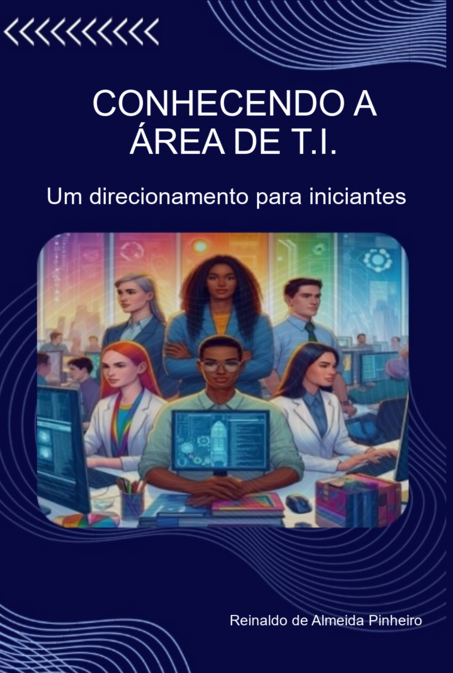 CONHECENDO A
ÁREA DE T.I.
Um direcionamento para iniciantes
Reinaldo de Almeida Pinheiro